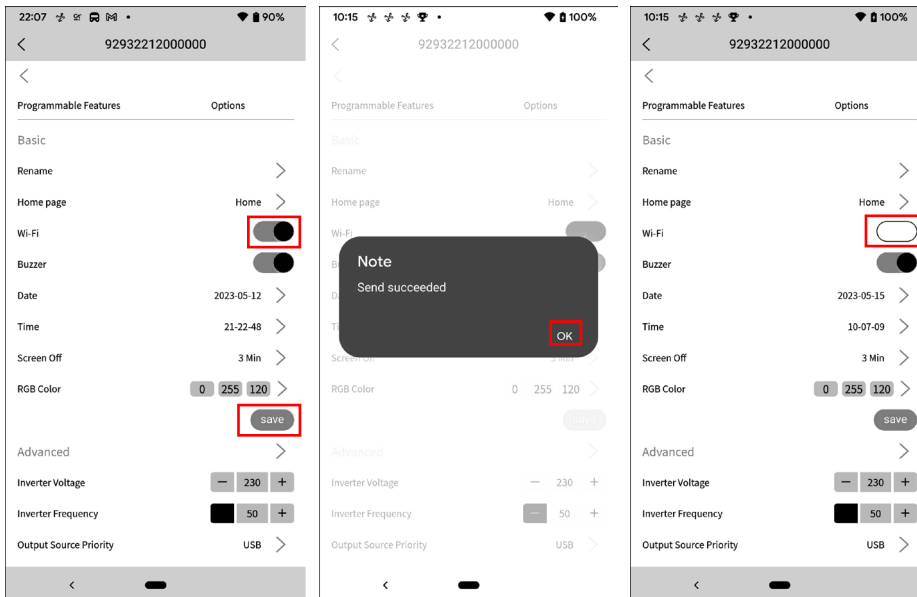 22:07 90%
92932212000000
Programmable Features Options
Basic
Rename
Home page Home
Wi-Fi
Buzzer
Date 2023-05-12
Time 21-22-48
Screen Off 3 Min
RGB Color 0 255 120
save
Advanced
Inverter Voltage − 230 +
Inverter Frequency 50 +
Output Source Priority USB
10:15 100%
92932212000000
Programmable Features Options
Basic
Rename
Home page Home
Wi-Fi
Note
Send succeeded
OK
Screen Off 3 Min
RGB Color 0 255 120
save
Advanced
Inverter Voltage − 230 +
Inverter Frequency − 50 +
Output Source Priority USB
10:15 100%
92932212000000
Programmable Features Options
Basic
Rename
Home page Home
Wi-Fi
Buzzer
Date 2023-05-15
Time 10-07-09
Screen Off 3 Min
RGB Color 0 255 120
save
Advanced
Inverter Voltage − 230 +
Inverter Frequency 50 +
Output Source Priority USB